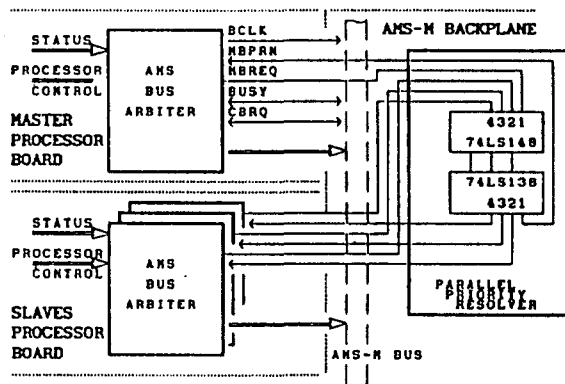 AMS-M BACKPLANE
STATUS
PROCESSOR
CONTROL
MASTER
PROCESSOR
BOARD
AMS
BUS
ARBITER
BCLK
MBPRN
MBREQ
BUSY
CBRQ
4321
74LS148
74LS138
4321
PARALLEL
PRIORITY
RESOLVER
STATUS
PROCESSOR
CONTROL
SLAVES
PROCESSOR
BOARD
AMS
BUS
ARBITER
AMS-M BUS